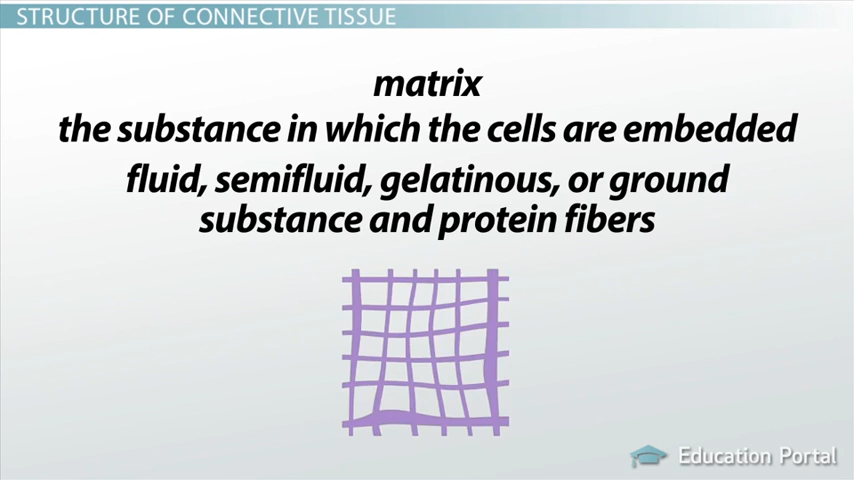 STRUCTURE OF CONNECTIVE TISSUE
matrix
the substance in which the cells are embedded
fluid, semifluid, gelatinous, or ground
substance and protein fibers
Education Portal